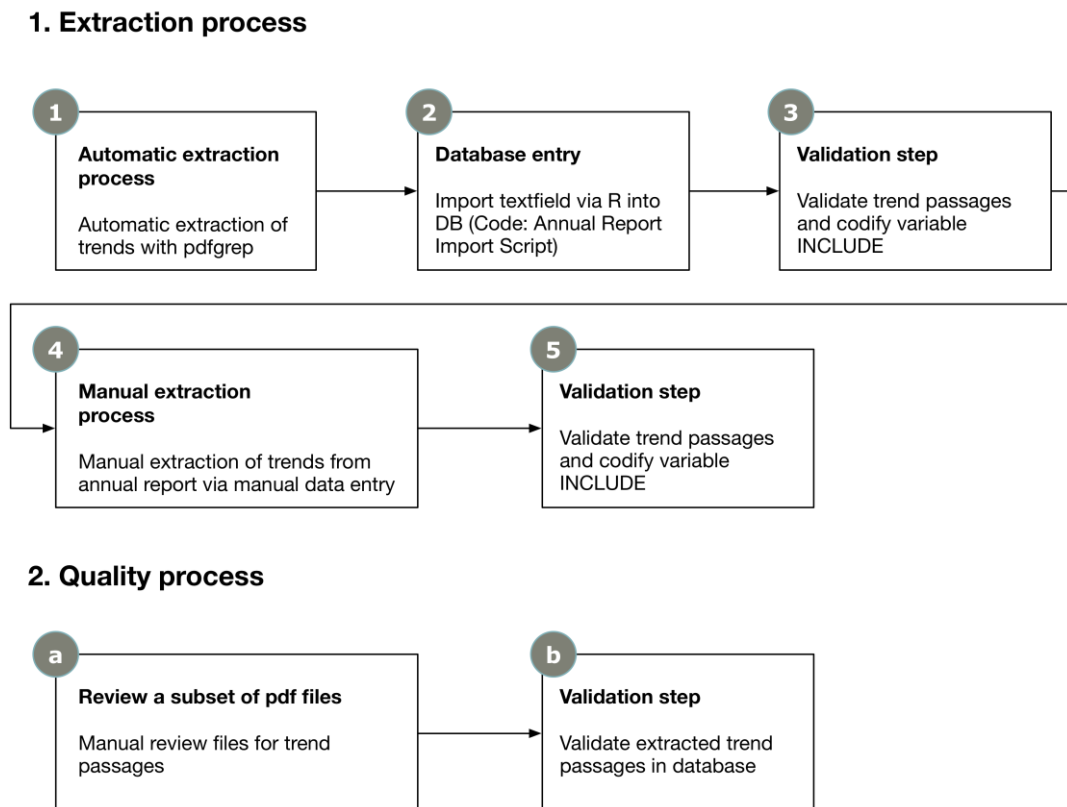 1. Extraction process
1
Automatic extraction
process
Automatic extraction of
trends with pdfgrep
2
Database entry
Import textfield via R into
DB (Code: Annual Report
Import Script)
3
Validation step
Validate trend passages
and codify variable
INCLUDE
4
Manual extraction
process
Manual extraction of trends from
annual report via manual data entry
5
Validation step
Validate trend passages
and codify variable
INCLUDE
2. Quality process
a
Review a subset of pdf files
Manual review files for trend
passages
b
Validation step
Validate extracted trend
passages in database